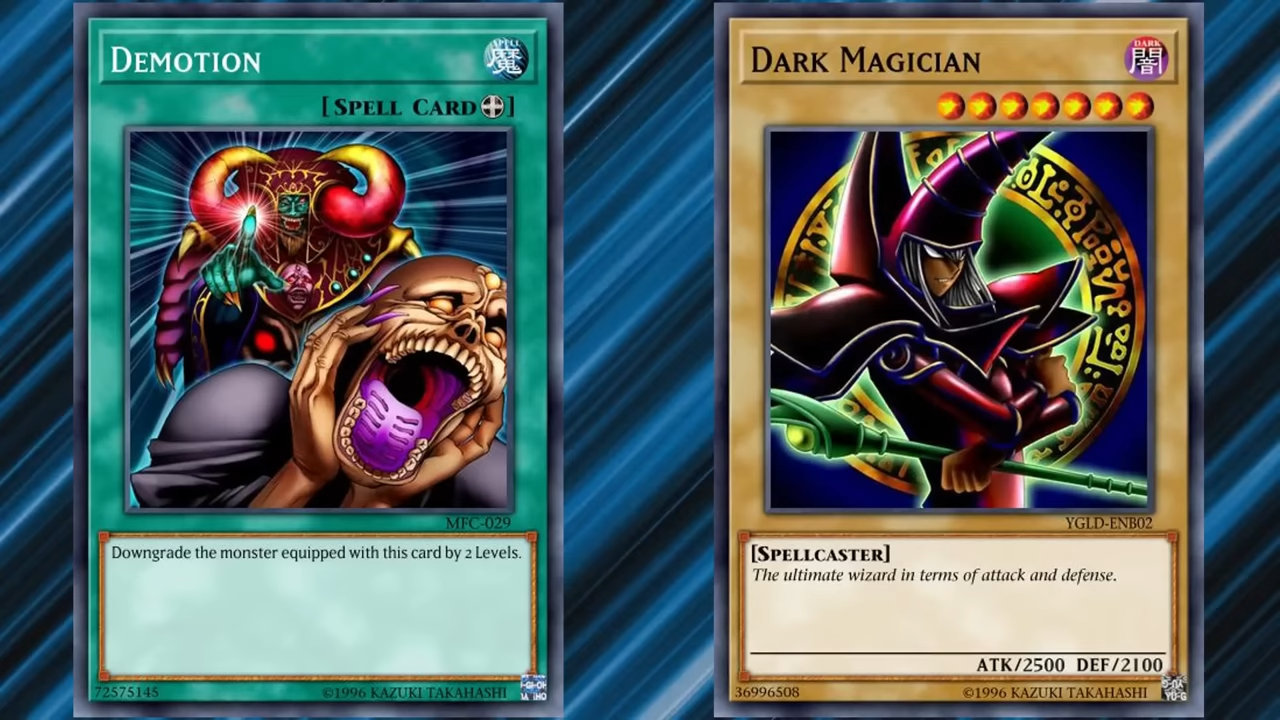 DEMOTION
SPELL
魔
[SPELL CARD]
MFC-029
Downgrade the monster equipped with this card by 2 Levels.
72575145
©1996 KAZUKI TAKAHASHI
DARK MAGICIAN
DARK
闇
YGLD-ENB02
[SPELLCASTER]
The ultimate wizard in terms of attack and defense.
ATK/2500 DEF/2100
36996508
©1996 KAZUKI TAKAHASHI